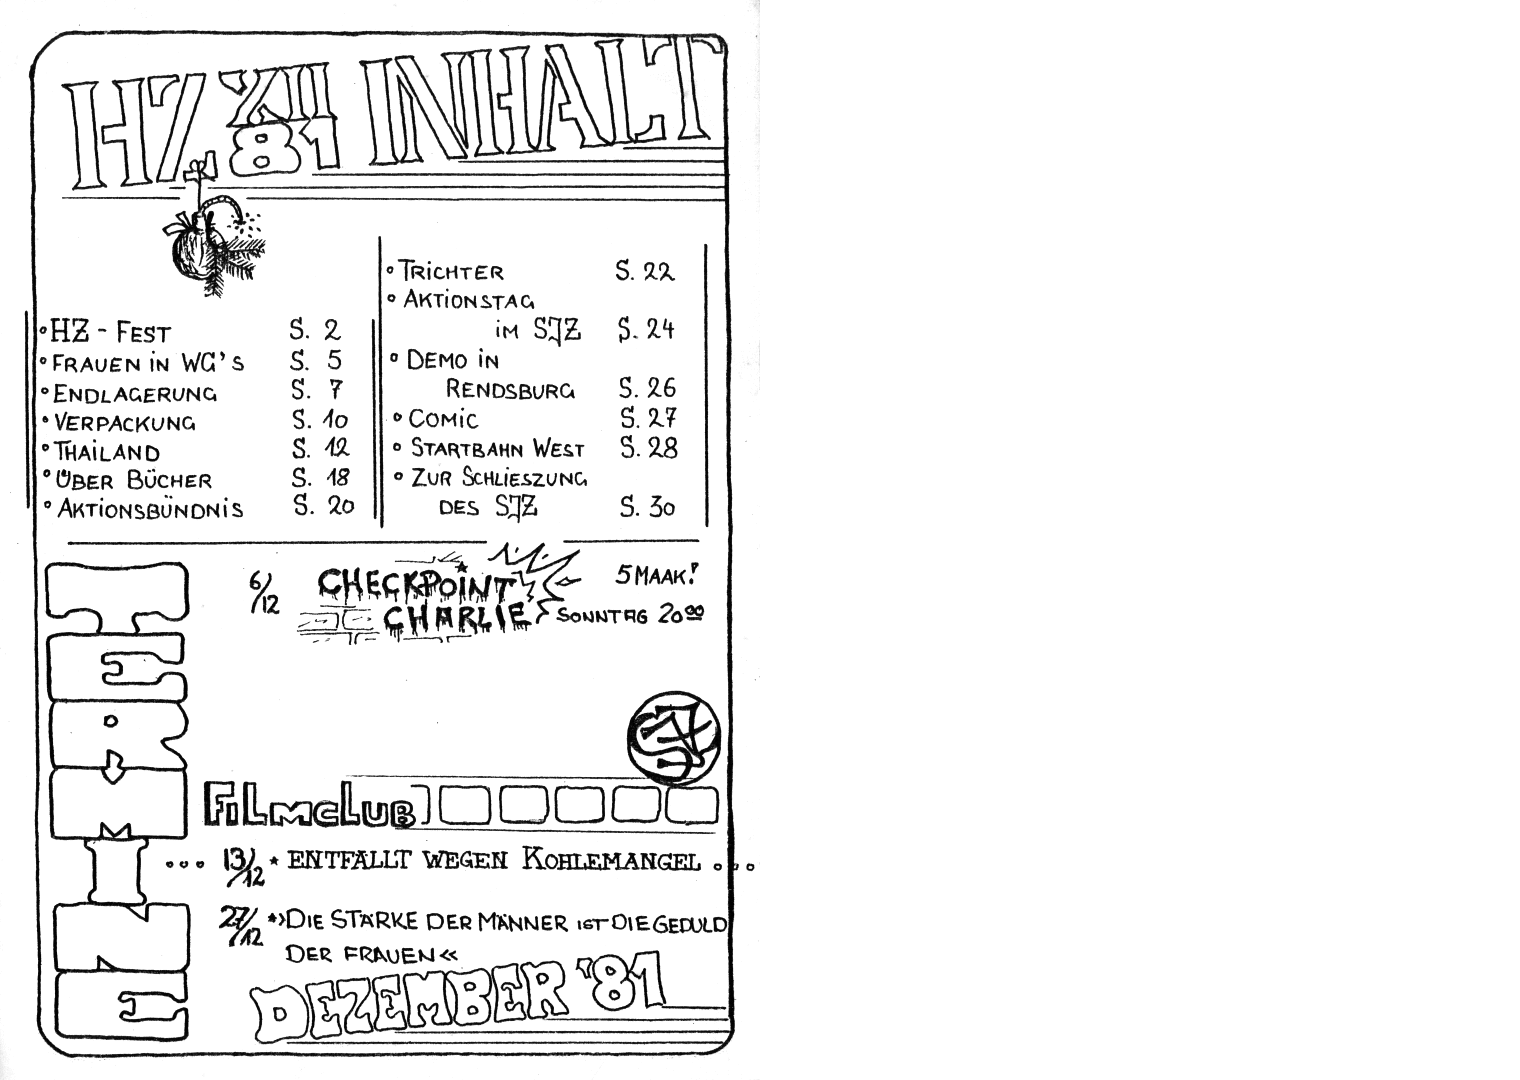 HZ XII 81 INHALT
° HZ - FEST S. 2
° FRAUEN IN WG'S S. 5
° ENDLAGERUNG S. 7
° VERPACKUNG S. 10
° THAILAND S. 12
° ÜBER BÜCHER S. 18
° AKTIONSBÜNDNIS S. 20
° TRICHTER S. 22
° AKTIONSTAG
IM SJZ S. 24
° DEMO IN
RENDSBURG S. 26
° COMIC S. 27
° STARTBAHN WEST S. 28
° ZUR SCHLIESZUNG
DES SJZ S. 30
TERMINE
6/12 CHECKPOINT CHARLIE 5 MAAK!
SONNTAG 20⁰⁰
SJZ
FILMCLUB
... 13/12 * ENTFÄLLT WEGEN KOHLEMANGEL ...
27/12 *»DIE STÄRKE DER MÄNNER IST DIE GEDULD
DER FRAUEN«
DEZEMBER '81